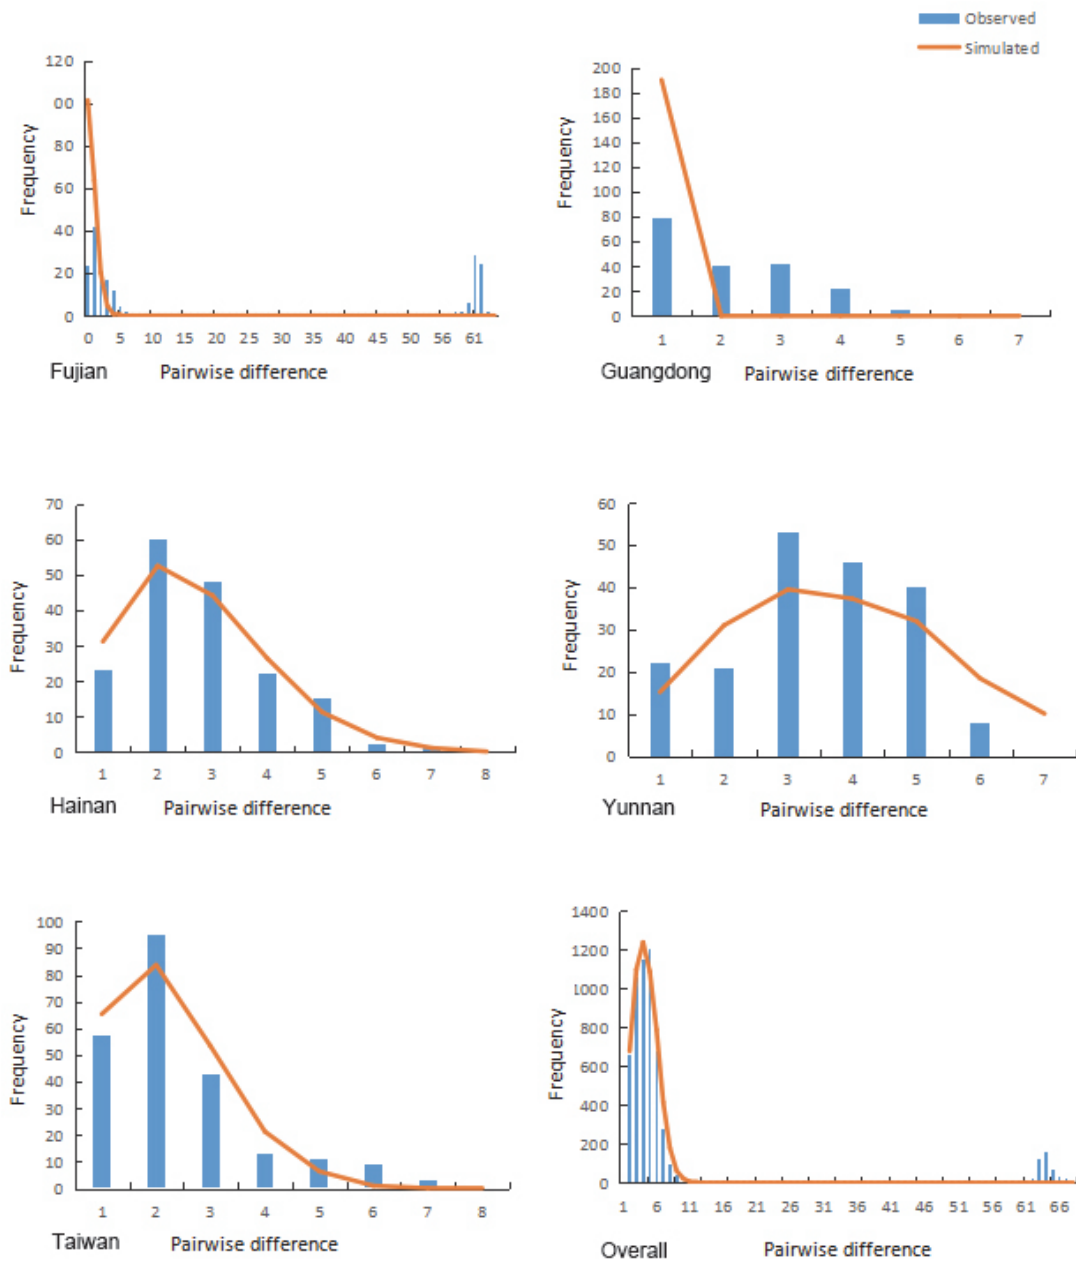 Observed
Simulated
120
00
80
60
40
20
0
Frequency
0 5 10 15 20 25 30 35 40 45 50 56 61
Fujian Pairwise difference
200
180
160
140
120
100
80
60
40
20
0
Frequency
1 2 3 4 5 6 7
Guangdong Pairwise difference
70
60
50
40
30
20
10
0
Frequency
1 2 3 4 5 6 7 8
Hainan Pairwise difference
60
50
40
30
20
10
0
Frequency
1 2 3 4 5 6 7
Yunnan Pairwise difference
100
90
80
70
60
50
40
30
20
10
0
Frequency
1 2 3 4 5 6 7 8
Taiwan Pairwise difference
1400
1200
1000
800
600
400
200
0
Frequency
1 6 11 16 21 26 31 36 41 46 51 56 61 66
Overall Pairwise difference